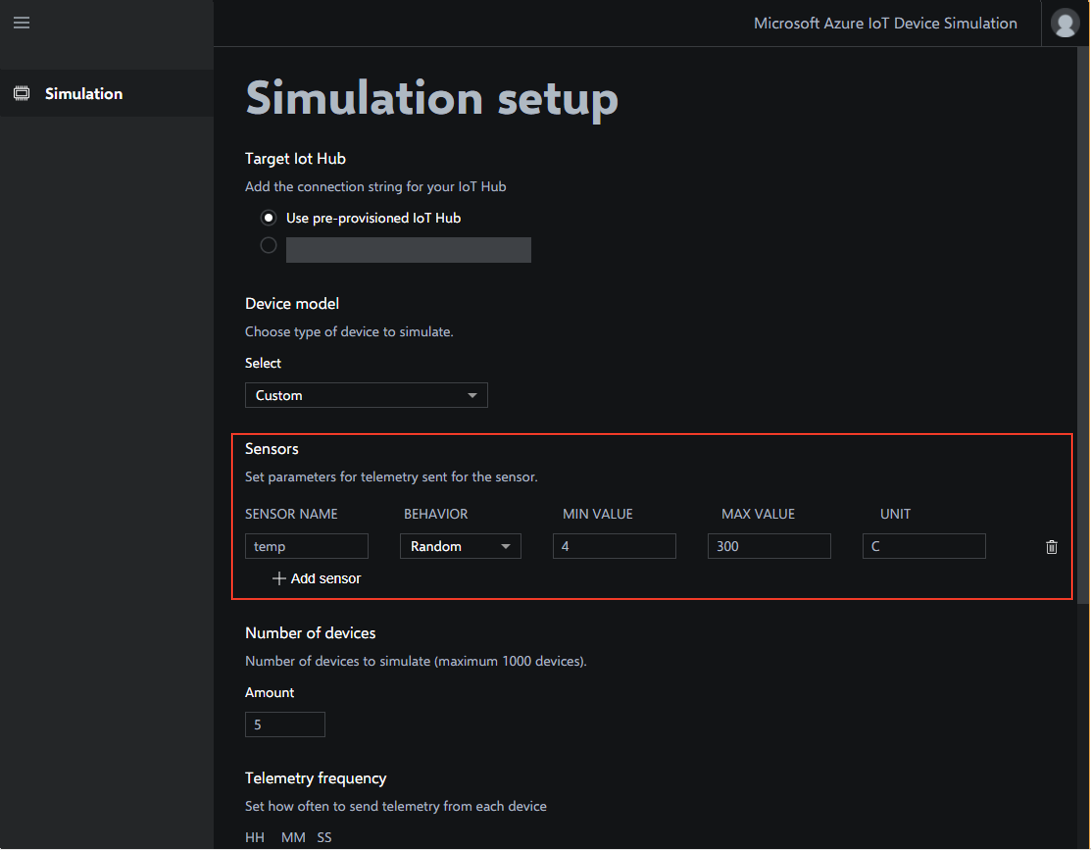 Microsoft Azure IoT Device Simulation
Simulation
Simulation setup
Target Iot Hub
Add the connection string for your IoT Hub
Use pre-provisioned IoT Hub
Device model
Choose type of device to simulate.
Select
Custom
Sensors
Set parameters for telemetry sent for the sensor.
SENSOR NAME BEHAVIOR MIN VALUE MAX VALUE UNIT
temp Random 4 300 C
Add sensor
Number of devices
Number of devices to simulate (maximum 1000 devices).
Amount
5
Telemetry frequency
Set how often to send telemetry from each device
HH MM SS